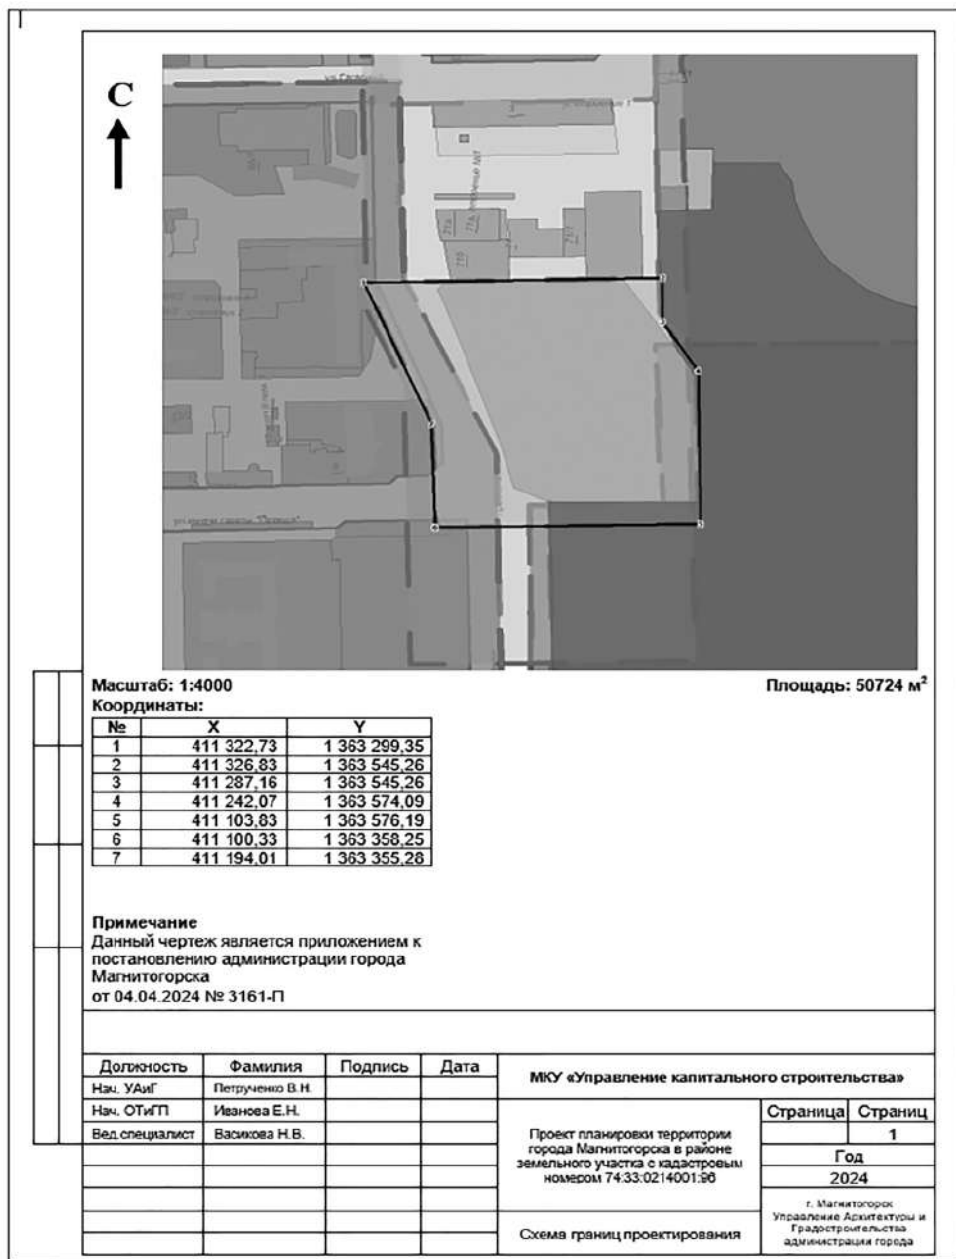 С
Масштаб: 1:4000
Площадь: 50724 м²
Координаты:
№ X Y
1 411 322,73 1 363 299,35
2 411 326,83 1 363 545,26
3 411 287,16 1 363 545,26
4 411 242,07 1 363 574,09
5 411 103,83 1 363 576,19
6 411 100,33 1 363 358,25
7 411 194,01 1 363 355,28
Примечание
Данный чертеж является приложением к
постановлению администрации города
Магнитогорска
от 04.04.2024 № 3161-П
Должность Фамилия Подпись Дата
Нач. УАиГ Петрученко В.Н.
Нач. ОТиГП Иванова Е.Н.
Вед.специалист Васикова Н.В.
МКУ «Управление капитального строительства»
Проект планировки территории
города Магнитогорска в районе
земельного участка с кадастровым
номером 74:33:0214001:96
Схема границ проектирования
Страница Страниц
1
Год
2024
г. Магнитогорск
Управление Архитектуры и
Градостроительства
администрации города